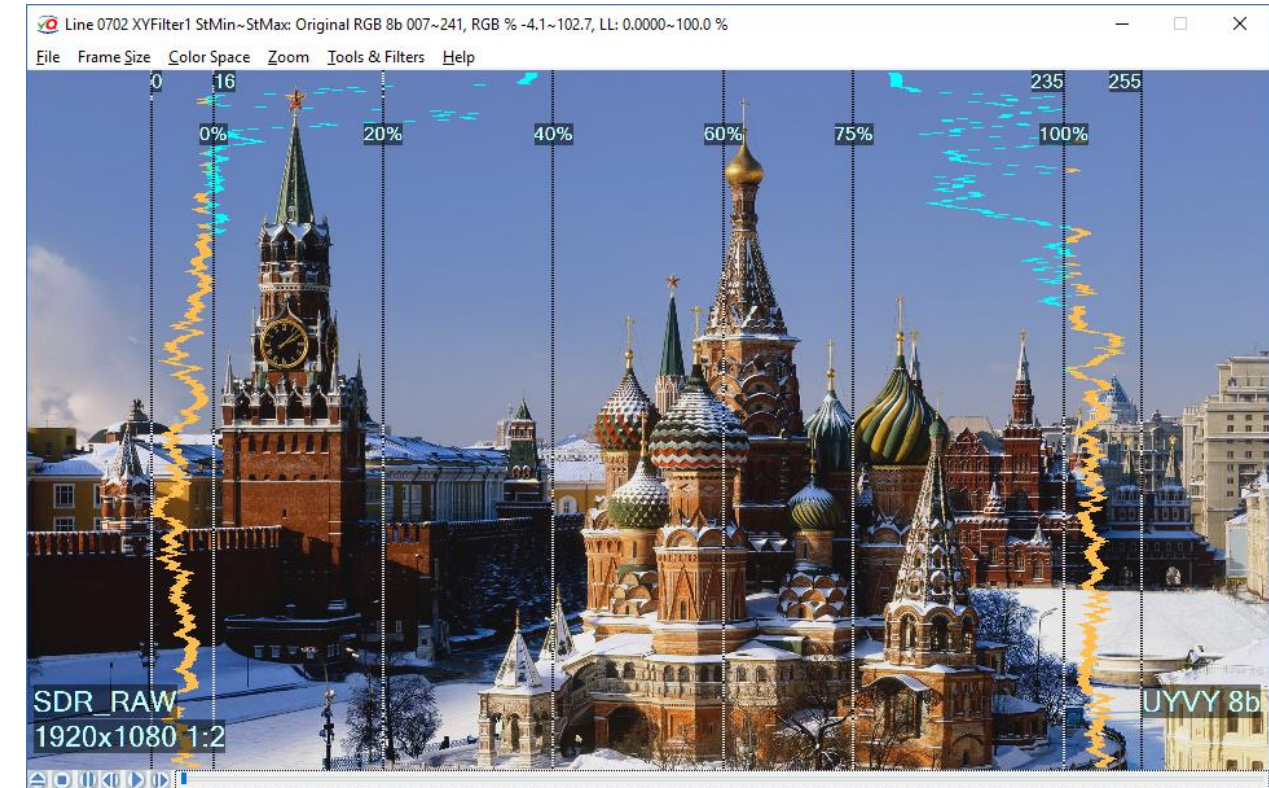 Line 0702 XYFilter1 StMin~StMax: Original RGB 8b 007~241, RGB % -4.1~102.7, LL: 0.0000~100.0 %
File Frame Size Color Space Zoom Tools & Filters Help
0 16 235 255
0% 20% 40% 60% 75% 100%
SDR_RAW UYVY 8b
1920x1080 1:2